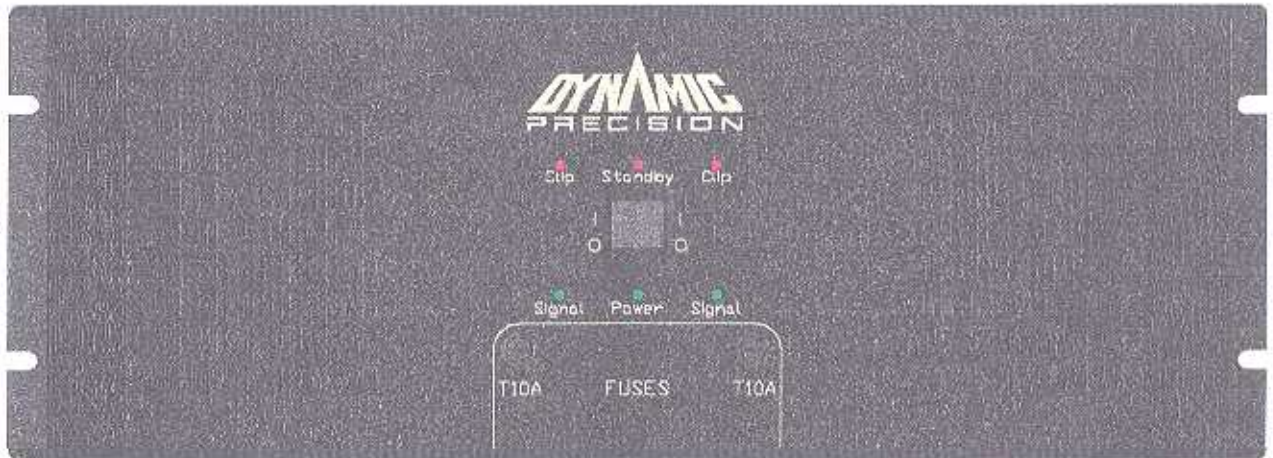 DYNAMIC
PRECISION
Clip Standby Clip
I I
O O
Signal Power Signal
T10A FUSES T10A